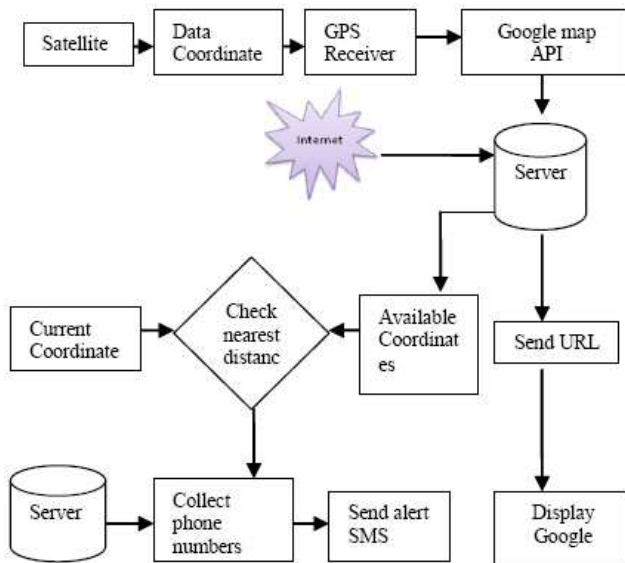 Satellite
Data
Coordinate
GPS
Receiver
Google map
API
Internet
Server
Current
Coordinate
Check
nearest
distanc
Available
Coordinat
es
Send URL
Server
Collect
phone
numbers
Send alert
SMS
Display
Google